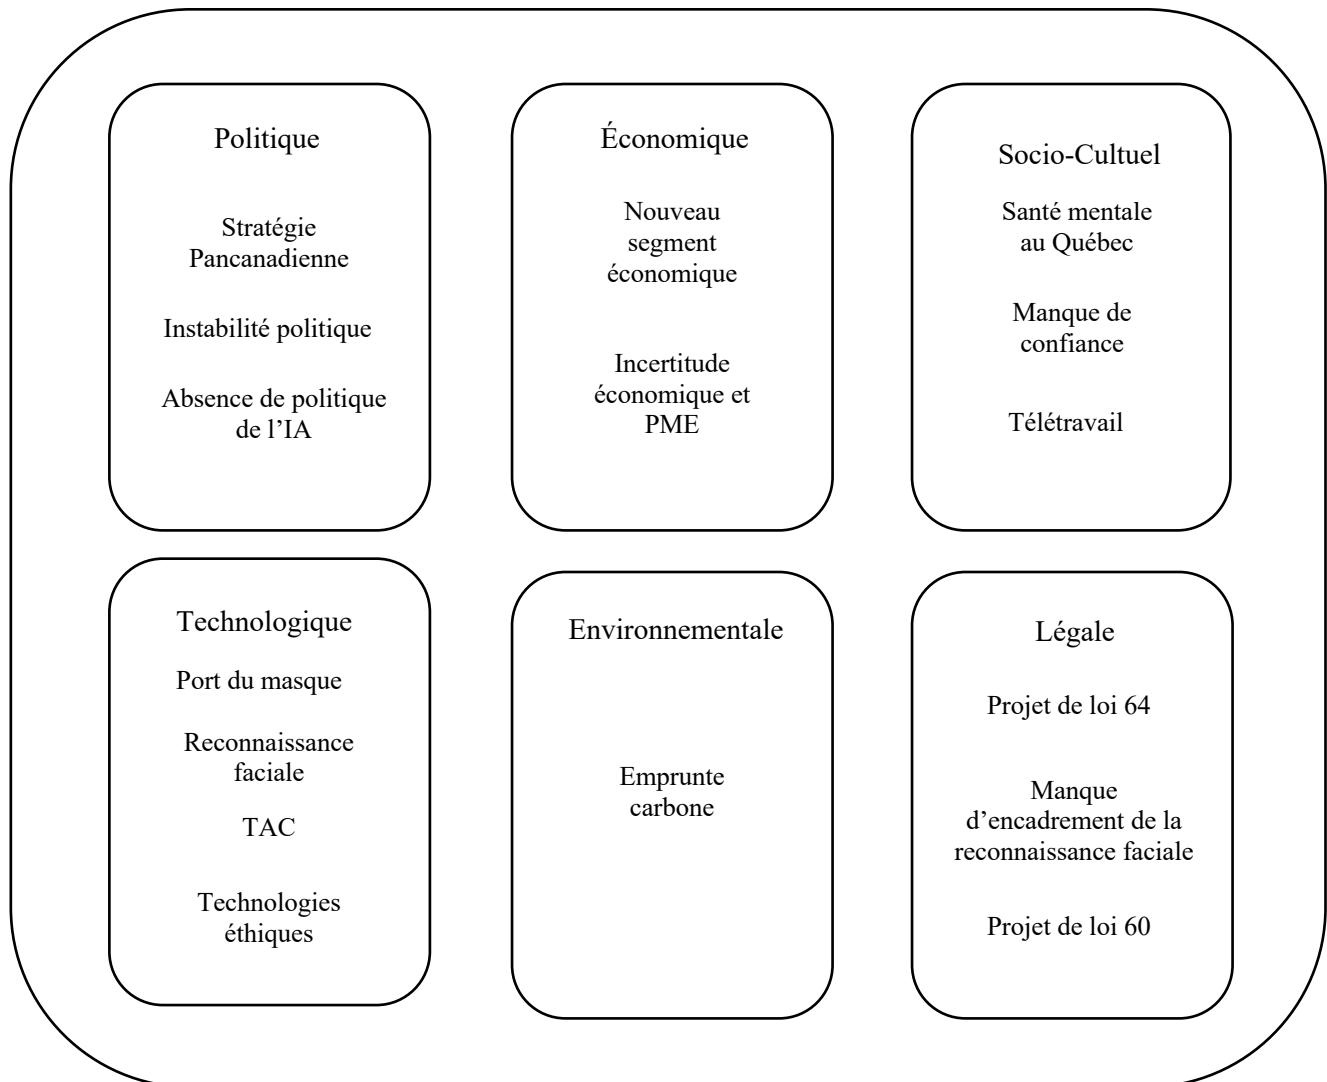 Politique
Stratégie
Pancanadienne
Instabilité politique
Absence de politique
de l’IA
Économique
Nouveau
segment
économique
Incertitude
économique et
PME
Socio-Cultuel
Santé mentale
au Québec
Manque de
confiance
Télétravail
Technologique
Port du masque
Reconnaissance
faciale
TAC
Technologies
éthiques
Environnementale
Emprunte
carbone
Légale
Projet de loi 64
Manque
d’encadrement de la
reconnaissance faciale
Projet de loi 60